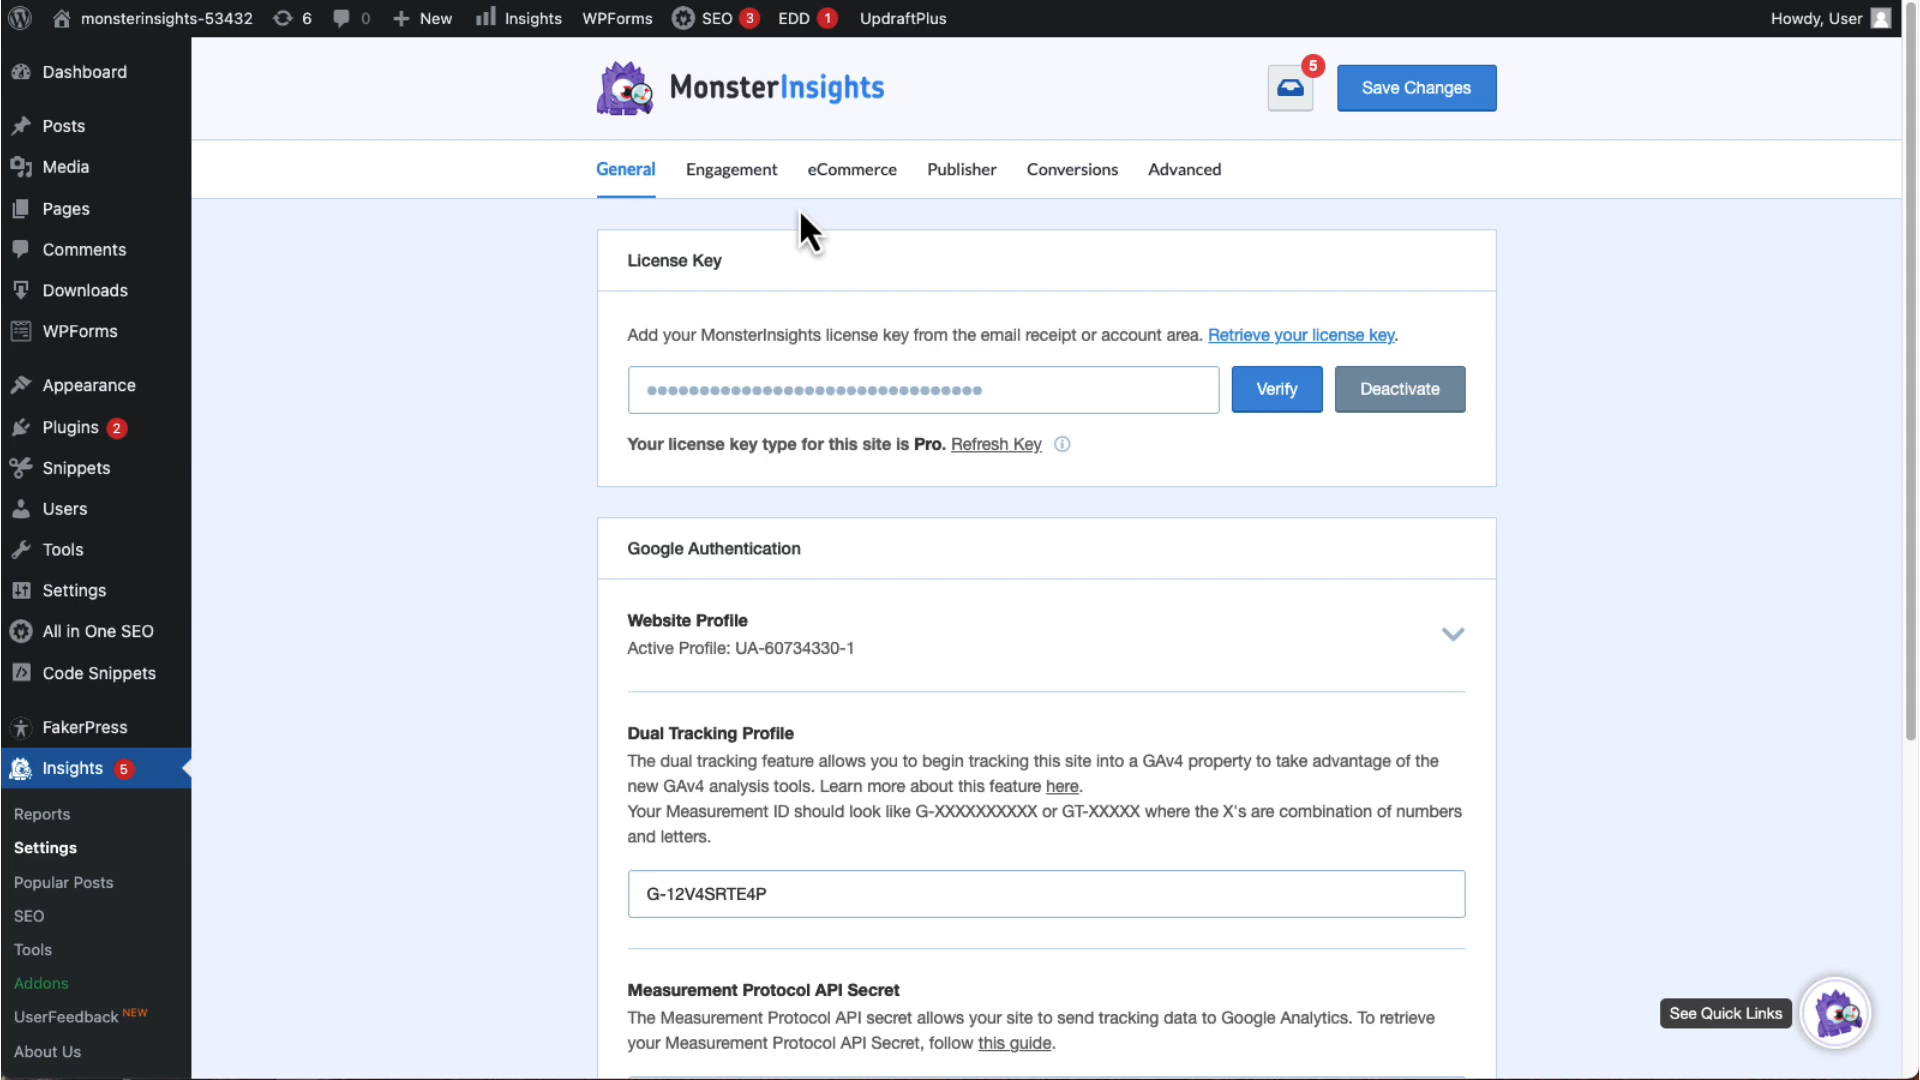 monsterinsights-53432 6 0 New Insights WPForms SEO 3 EDD 1 UpdraftPlus Howdy, User
Dashboard
Posts
Media
Pages
Comments
Downloads
WPForms
Appearance
Plugins 2
Snippets
Users
Tools
Settings
All in One SEO
Code Snippets
FakerPress
Insights 5
Reports
Settings
Popular Posts
SEO
Tools
Addons
UserFeedback NEW
About Us
MonsterInsights
5
Save Changes
General Engagement eCommerce Publisher Conversions Advanced
License Key
Add your MonsterInsights license key from the email receipt or account area. Retrieve your license key.
Verify Deactivate
Your license key type for this site is Pro. Refresh Key
Google Authentication
Website Profile
Active Profile: UA-60734330-1
Dual Tracking Profile
The dual tracking feature allows you to begin tracking this site into a GAv4 property to take advantage of the
new GAv4 analysis tools. Learn more about this feature here.
Your Measurement ID should look like G-XXXXXXXXXX or GT-XXXXX where the X's are combination of numbers
and letters.
G-12V4SRTE4P
Measurement Protocol API Secret
The Measurement Protocol API secret allows your site to send tracking data to Google Analytics. To retrieve
your Measurement Protocol API Secret, follow this guide.
See Quick Links